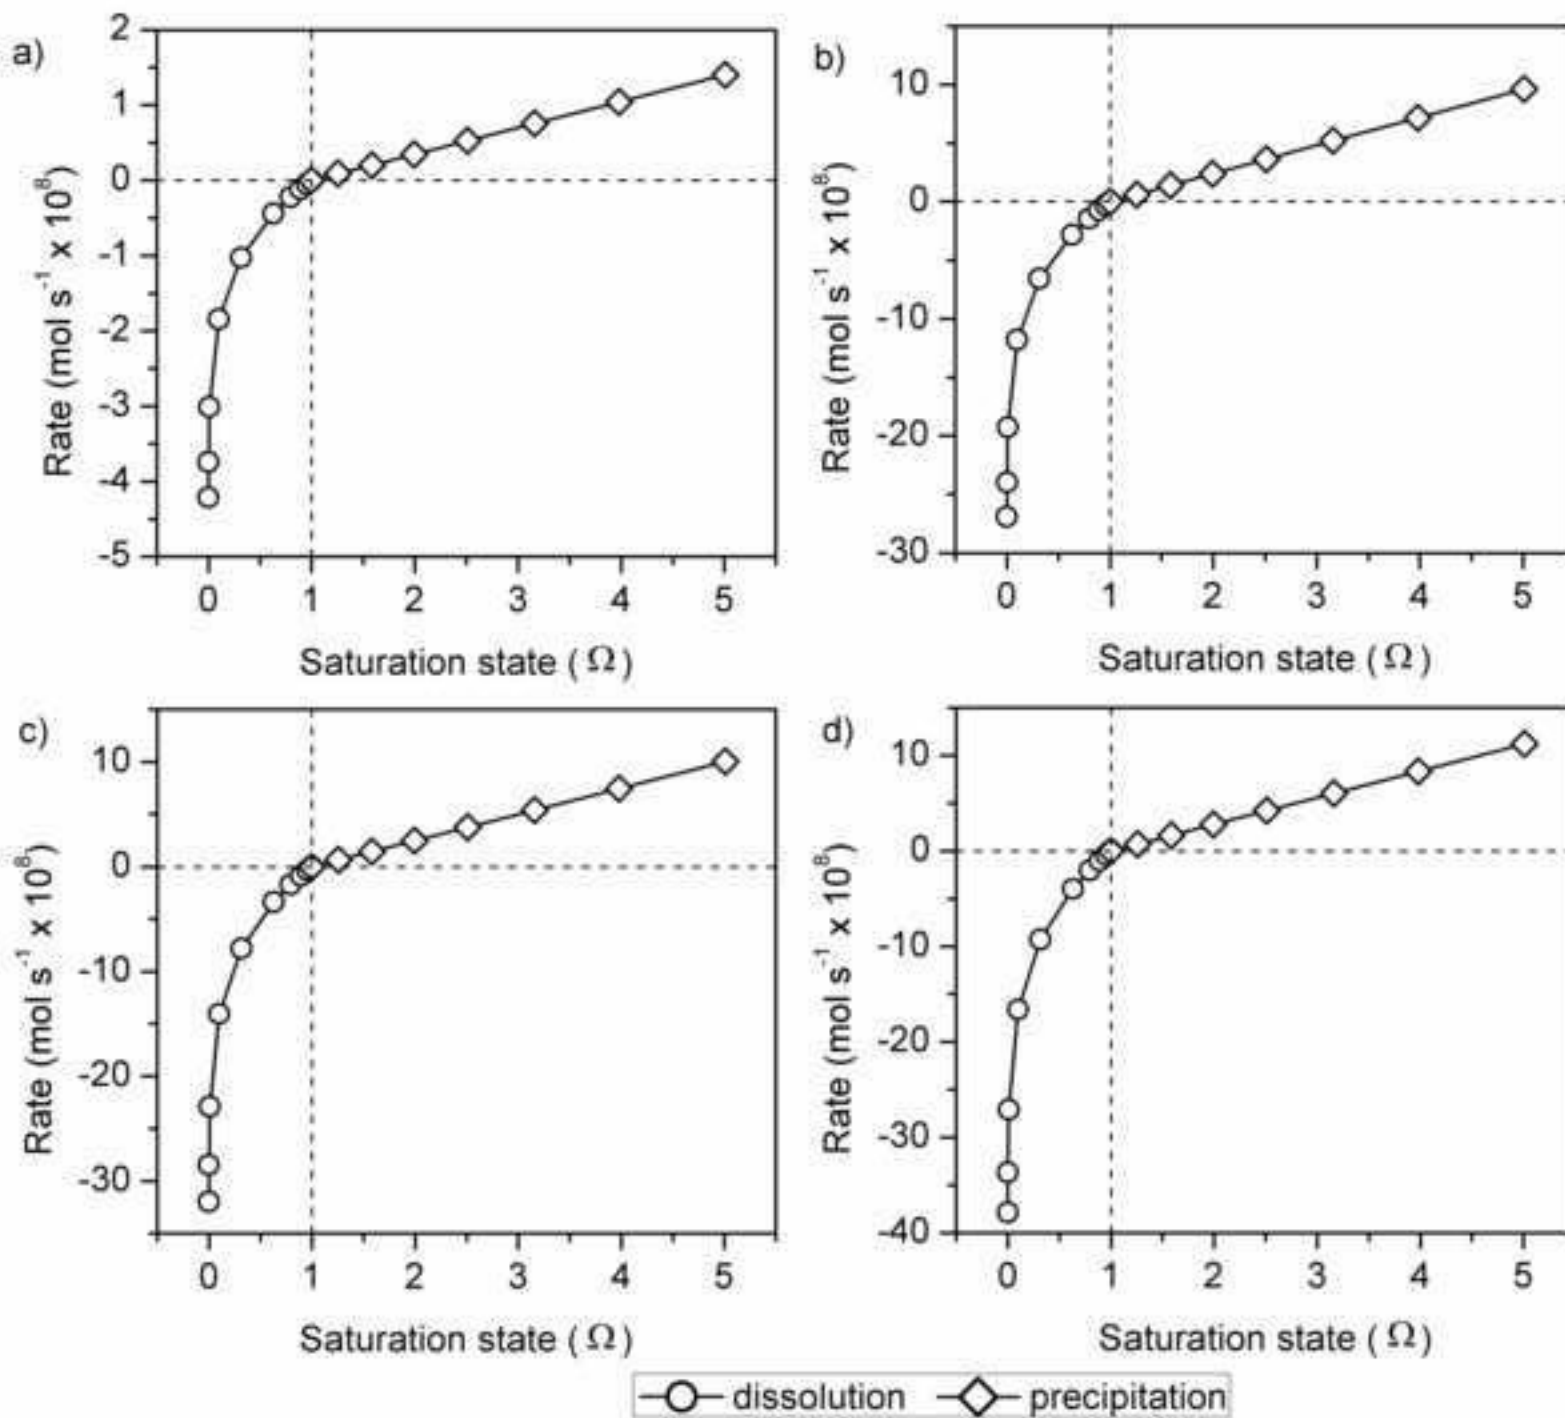 a)
2
1
0
-1
-2
-3
-4
-5
Rate (mol s⁻¹ x 10⁸)
0 1 2 3 4 5
Saturation state ( Ω )
b)
10
0
-10
-20
-30
Rate (mol s⁻¹ x 10⁸)
0 1 2 3 4 5
Saturation state ( Ω )
c)
10
0
-10
-20
-30
Rate (mol s⁻¹ x 10⁸)
0 1 2 3 4 5
Saturation state ( Ω )
d)
10
0
-10
-20
-30
-40
Rate (mol s⁻¹ x 10⁸)
0 1 2 3 4 5
Saturation state ( Ω )
dissolution precipitation